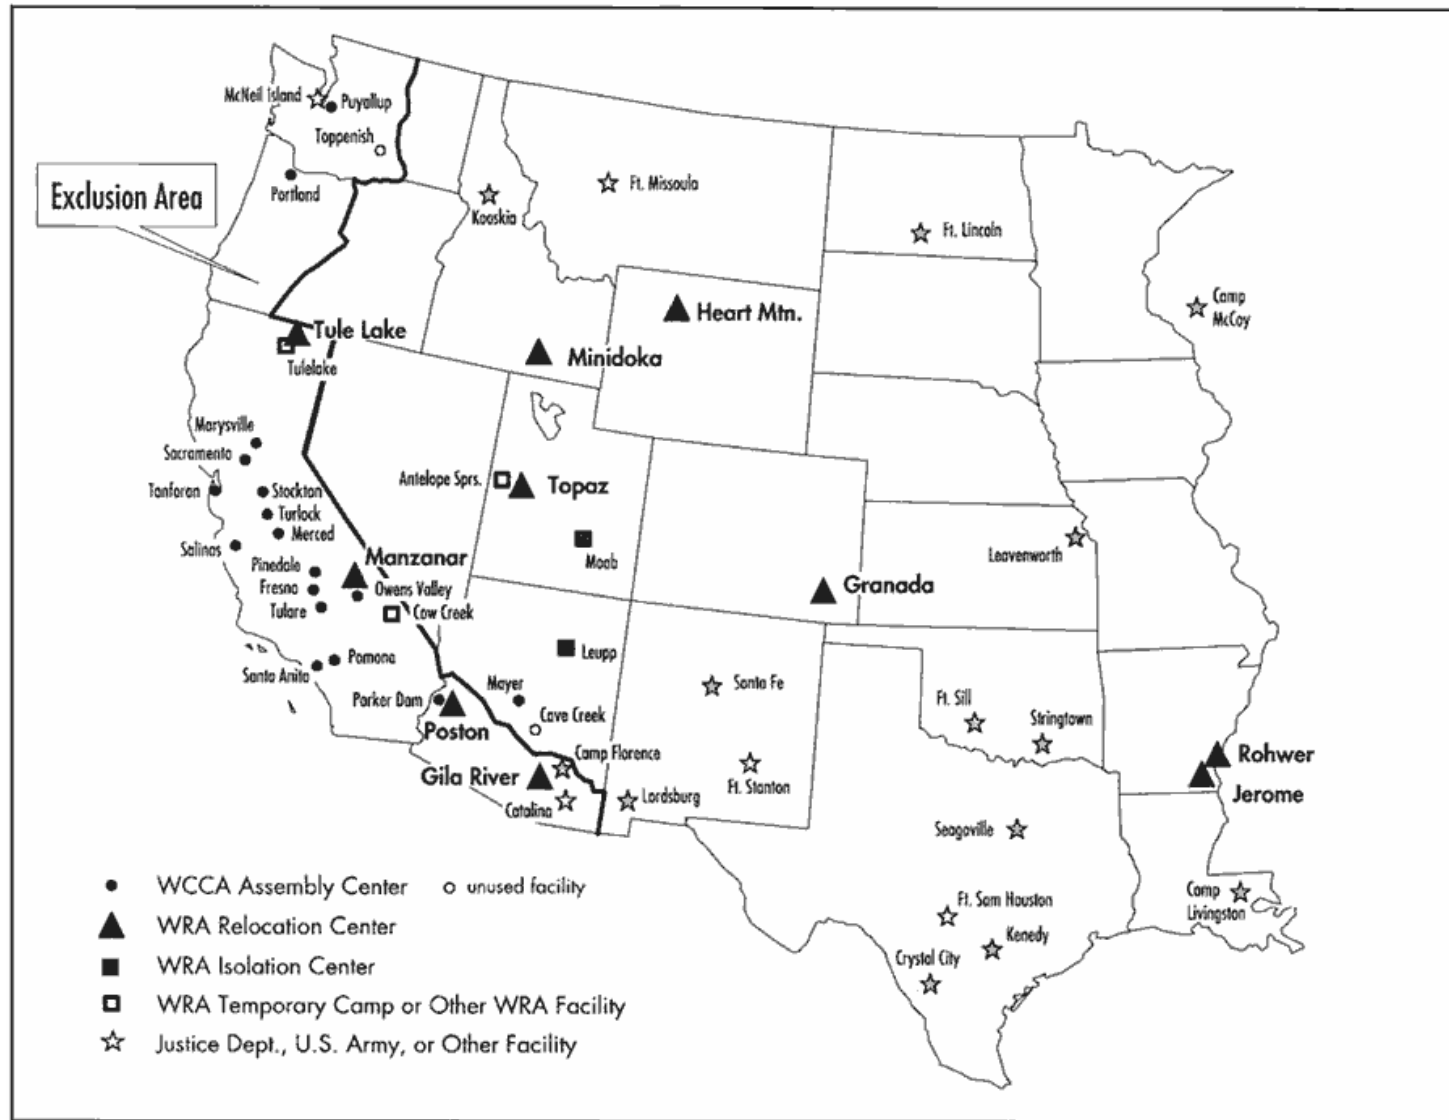 McNeil Island
Puyallup
Toppenish
Exclusion Area
Portland
Kooskia
Ft. Missoula
Ft. Lincoln
Camp
McCoy
Heart Mtn.
Tule Lake
Tulelake
Minidoka
Marysville
Sacramento
Tanforan
Stockton
Turlock
Merced
Salinas
Antelope Sprs.
Topaz
Moab
Leavenworth
Manzanar
Pinedale
Owens Valley
Fresno
Tulare
Cow Creek
Granada
Pomona
Santa Anita
Leupp
Santa Fe
Parker Dam
Mayer
Poston
Cave Creek
Ft. Sill
Stringtown
Camp Florence
Gila River
Catalina
Lordsburg
Ft. Stanton
Rohwer
Jerome
Seagoville
Ft. Sam Houston
Kenedy
Crystal City
Camp
Livingston
WCCA Assembly Center unused facility
WRA Relocation Center
WRA Isolation Center
WRA Temporary Camp or Other WRA Facility
Justice Dept., U.S. Army, or Other Facility